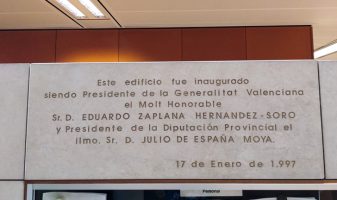 Este edificio fue inaugurado
siendo Presidente de la Generalitat Valenciana
el Molt Honorable
Sr. D. EDUARDO ZAPLANA HERNANDEZ-SORO
y Presidente de la Diputación Provincial el
Ilmo. Sr. D. JULIO DE ESPAÑA MOYA.
17 de Enero de 1.997
Personal